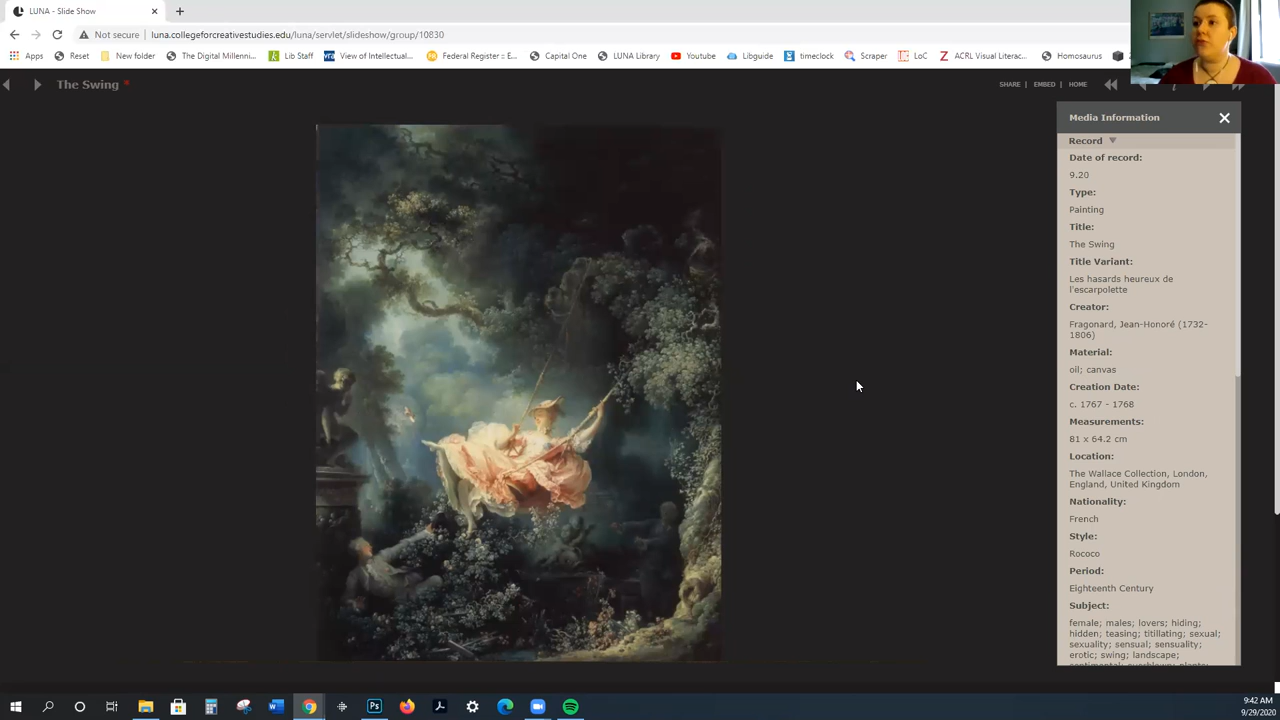 LUNA - Slide Show
Not secure | luna.collegeforcreativestudies.edu/luna/servlet/slideshow/group/10830
Apps Reset New folder The Digital Millenni... Lib Staff View of Intellectual... Federal Register :: E... Capital One LUNA Library Youtube Libguide timeclock Scraper LoC ACRL Visual Literac... Homosaurus
The Swing *
SHARE | EMBED | HOME
Media Information
Record
Date of record:
9.20
Type:
Painting
Title:
The Swing
Title Variant:
Les hasards heureux de
l'escarpolette
Creator:
Fragonard, Jean-Honoré (1732-
1806)
Material:
oil; canvas
Creation Date:
c. 1767 - 1768
Measurements:
81 x 64.2 cm
Location:
The Wallace Collection, London,
England, United Kingdom
Nationality:
French
Style:
Rococo
Period:
Eighteenth Century
Subject:
female; males; lovers; hiding;
hidden; teasing; titillating; sexual;
sexuality; sensual; sensuality;
erotic; swing; landscape;
9:42 AM
9/29/2020